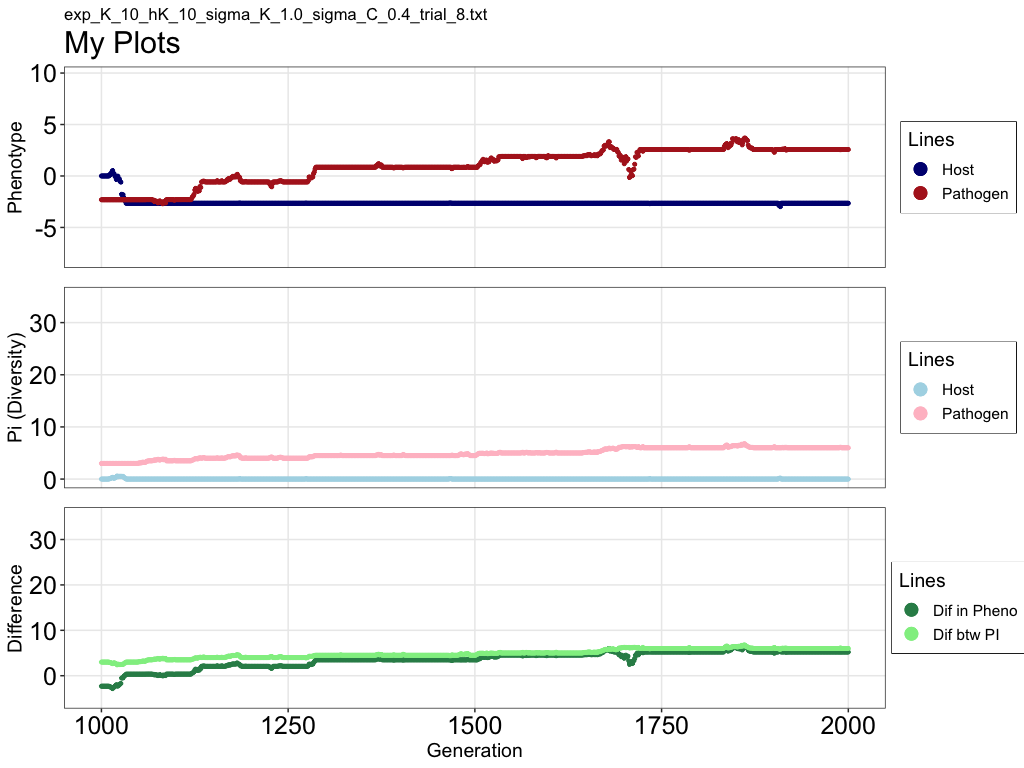 exp_K_10_hK_10_sigma_K_1.0_sigma_C_0.4_trial_8.txt
My Plots
Phenotype
10
5
0
-5
Lines
Host
Pathogen
Pi (Diversity)
30
20
10
0
Lines
Host
Pathogen
Difference
30
20
10
0
Lines
Dif in Pheno
Dif btw PI
1000 1250 1500 1750 2000
Generation